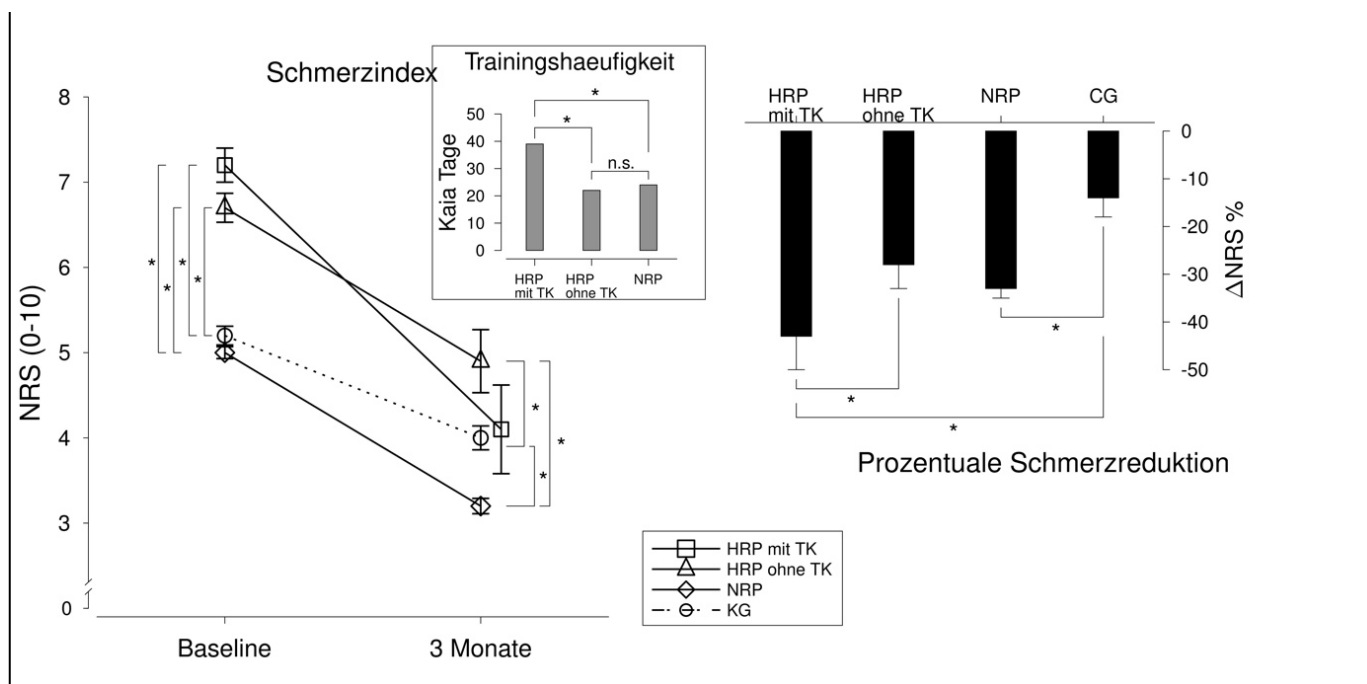 Schmerzindex
NRS (0-10)
8
7
6
5
4
3
0
* * * *
* * *
Baseline
3 Monate
Trainingshaeufigkeit
Kaia Tage
50
40
30
20
10
0
*
*
n.s.
HRP
mit TK
HRP
ohne TK
NRP
HRP
mit TK
HRP
ohne TK
NRP
CG
0
-10
-20
-30
-40
-50
△NRS %
*
*
*
Prozentuale Schmerzreduktion
HRP mit TK
HRP ohne TK
NRP
KG